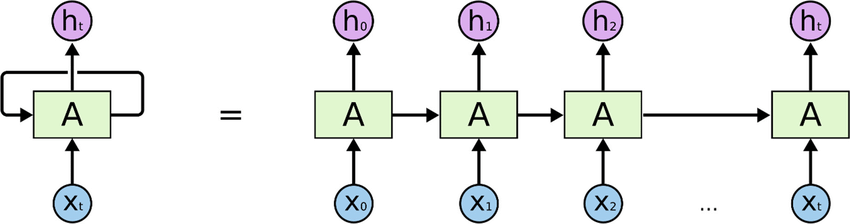 hₜ h₀ h₁ h₂ hₜ
A = A A A A
xₜ x₀ x₁ x₂ ... xₜ